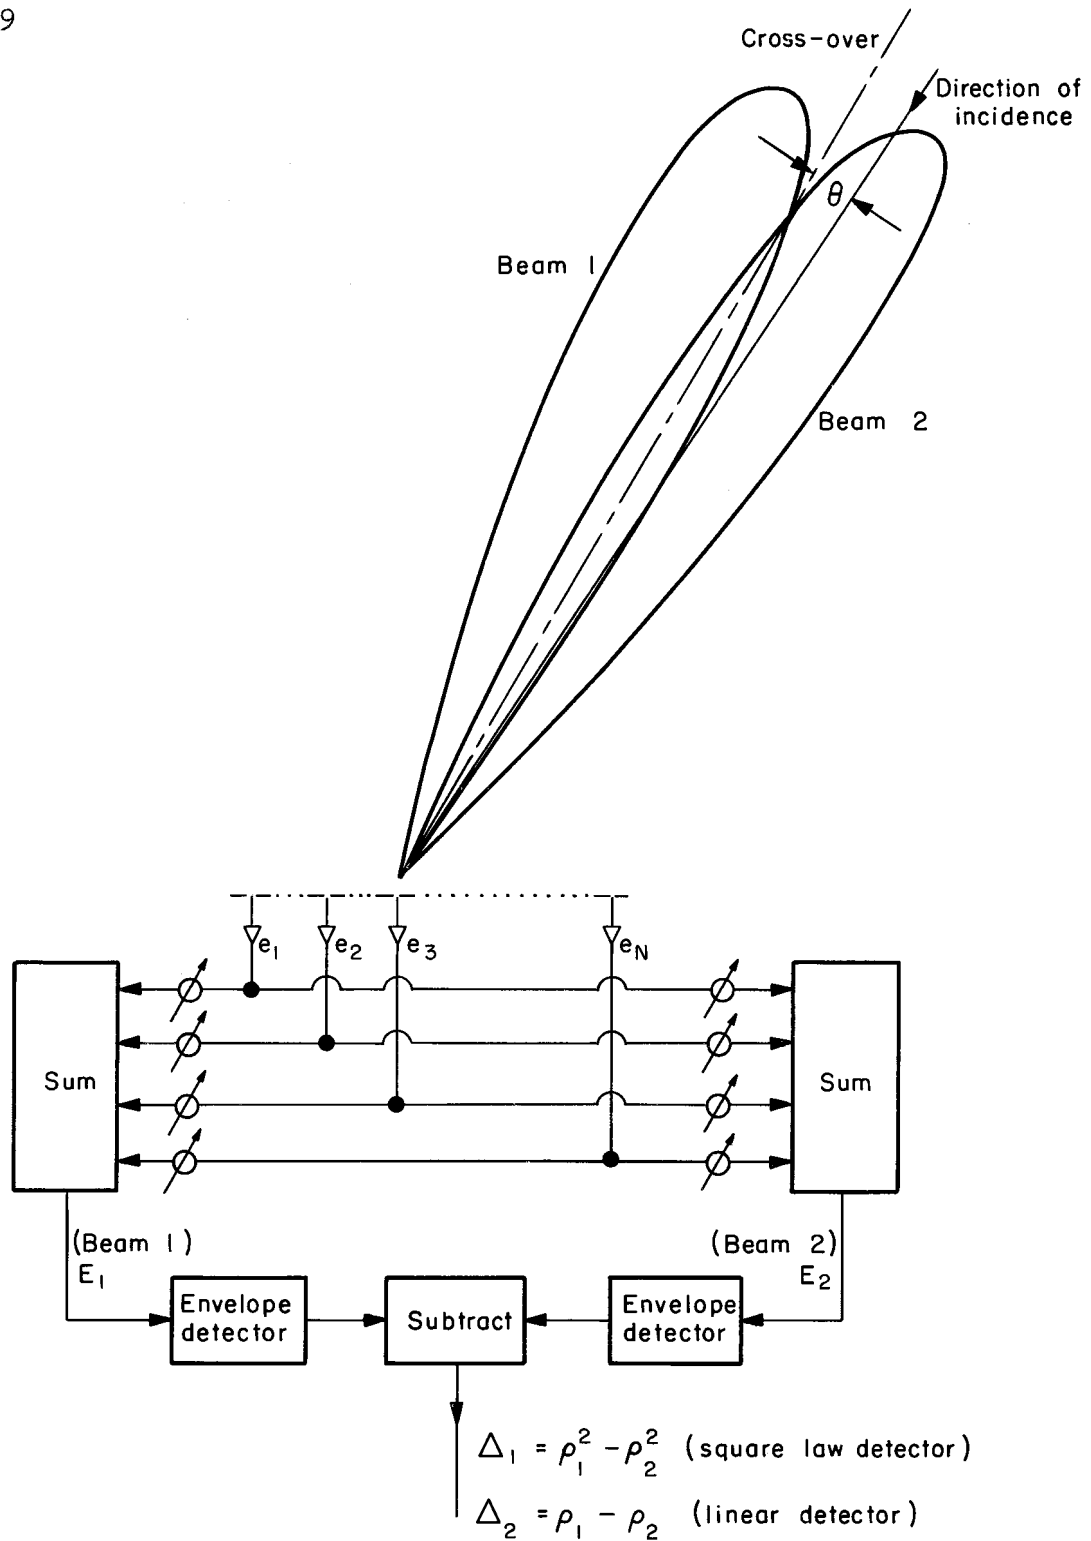 9
Cross-over
Direction of
incidence
θ
Beam 1
Beam 2
e₁ e₂ e₃ e_N
Sum
Sum
(Beam 1)
E₁
(Beam 2)
E₂
Envelope
detector
Subtract
Envelope
detector
Δ₁ = ρ₁² – ρ₂² (square law detector)
Δ₂ = ρ₁ – ρ₂ (linear detector)